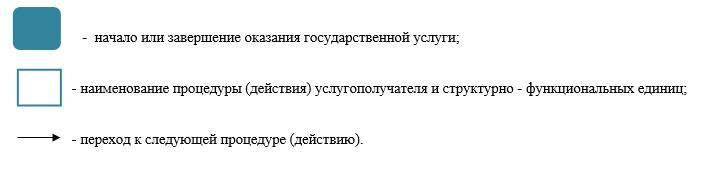 - начало или завершение оказания государственной услуги;
- наименование процедуры (действия) услугополучателя и структурно - функциональных единиц;
- переход к следующей процедуре (действию).